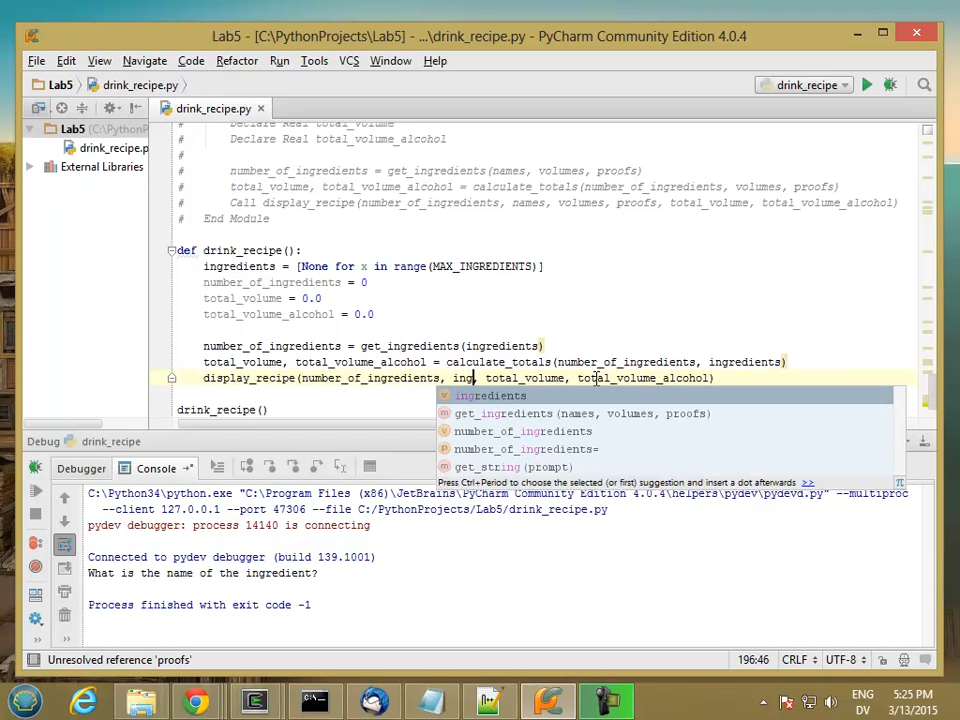 Lab5 - [C:\PythonProjects\Lab5] - ...\drink_recipe.py - PyCharm Community Edition 4.0.4
File Edit View Navigate Code Refactor Run Tools VCS Window Help
Lab5 drink_recipe.py drink_recipe
drink_recipe.py
Lab5 (C:\PythonP
drink_recipe.p
External Libraries
# Declare Real total_volume
# Declare Real total_volume_alcohol
#
# number_of_ingredients = get_ingredients(names, volumes, proofs)
# total_volume, total_volume_alcohol = calculate_totals(number_of_ingredients, volumes, proofs)
# Call display_recipe(number_of_ingredients, names, volumes, proofs, total_volume, total_volume_alcohol)
# End Module
def drink_recipe():
ingredients = [None for x in range(MAX_INGREDIENTS)]
number_of_ingredients = 0
total_volume = 0.0
total_volume_alcohol = 0.0
number_of_ingredients = get_ingredients(ingredients)
total_volume, total_volume_alcohol = calculate_totals(number_of_ingredients, ingredients)
display_recipe(number_of_ingredients, ing, total_volume, total_volume_alcohol)
drink_recipe()
v ingredients
m get_ingredients(names, volumes, proofs)
v number_of_ingredients
p number_of_ingredients=
m get_string(prompt)
Press Ctrl+Period to choose the selected (or first) suggestion and insert a dot afterwards >> π
Debug drink_recipe
Debugger Console
C:\Python34\python.exe "C:\Program Files (x86)\JetBrains\PyCharm Community Edition 4.0.4\helpers\pydev\pydevd.py" --multiproc
--client 127.0.0.1 --port 47306 --file C:/PythonProjects/Lab5/drink_recipe.py
pydev debugger: process 14140 is connecting
Connected to pydev debugger (build 139.1001)
What is the name of the ingredient?
Process finished with exit code -1
Unresolved reference 'proofs' 196:46 CRLF UTF-8
ENG 5:25 PM
DV 3/13/2015